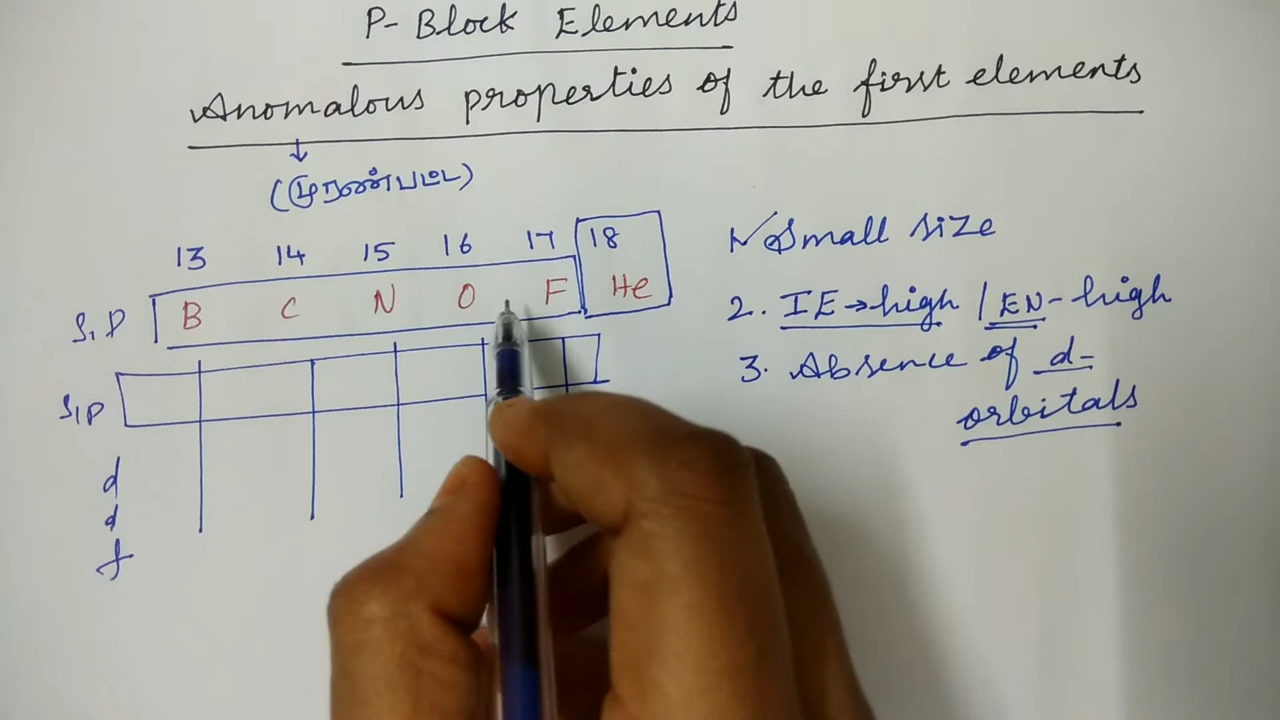 P-Block Elements
Anomalous properties of the first elements
(முரண்பட்ட)
13 14 15 16 17 18
S,P B C N O F He
S,P
d
d
f
✓Small size
2. IE→high / EN-high
3. Absence of d-
orbitals